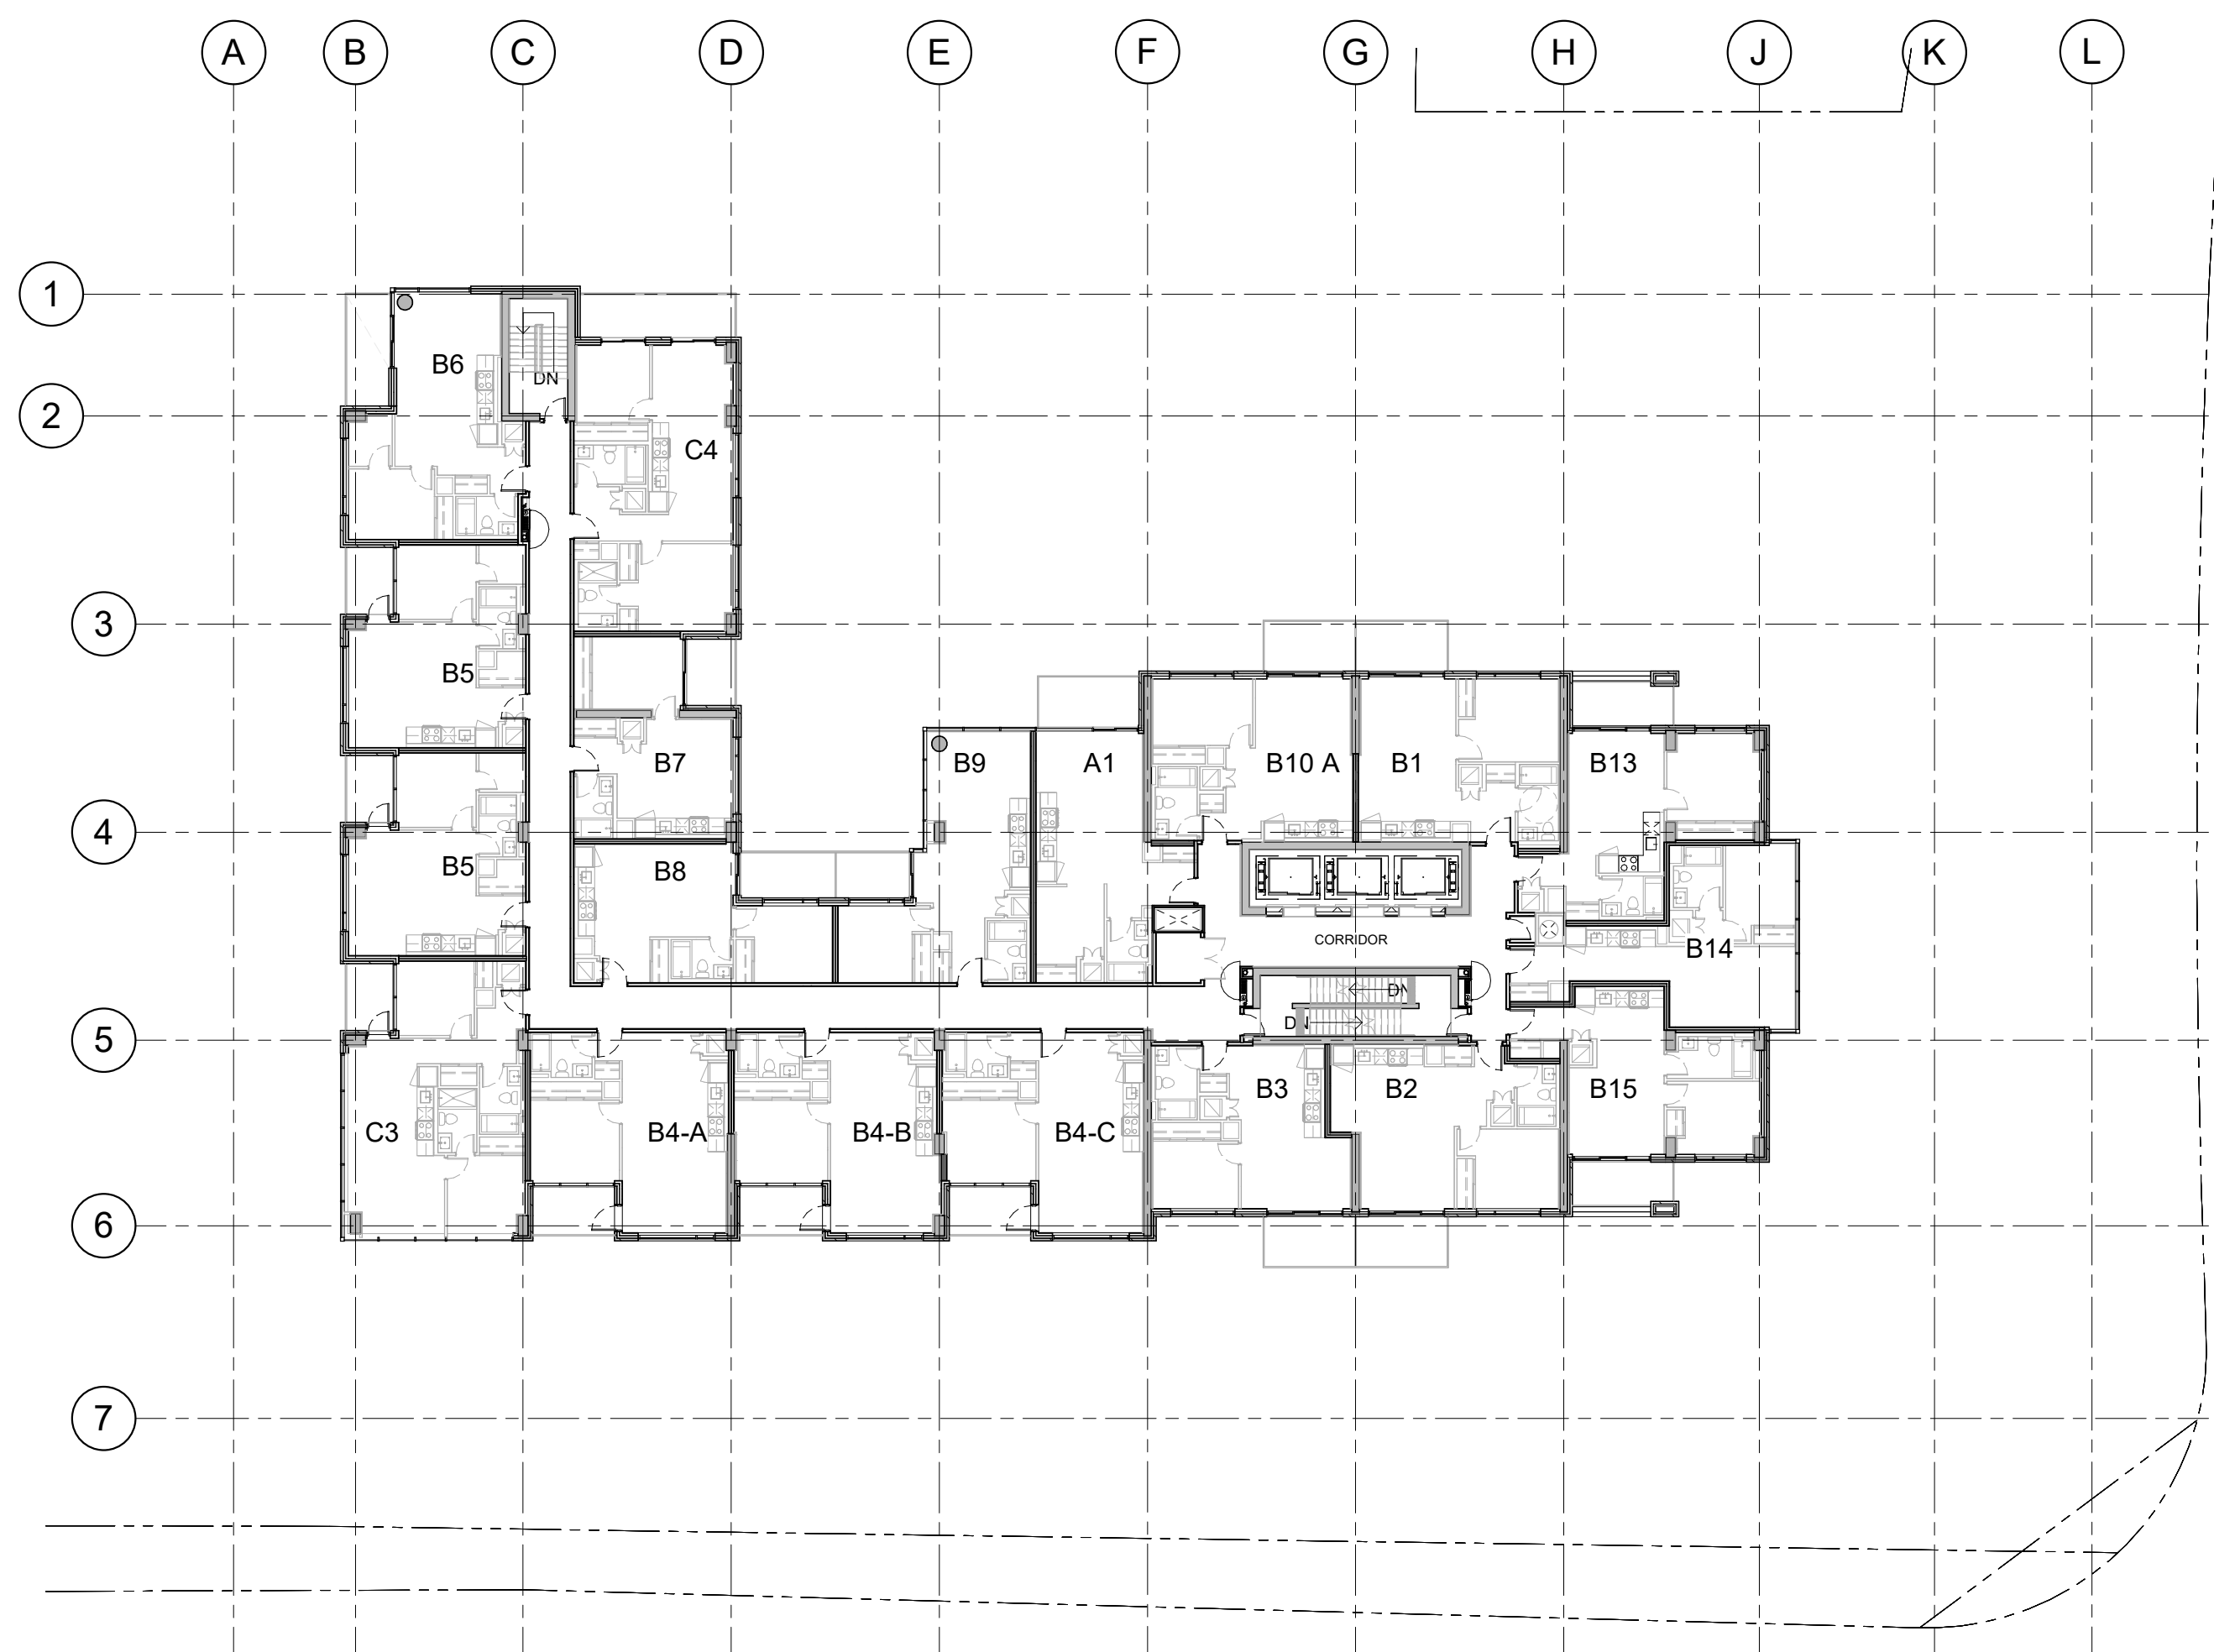 A B C D E F G H J K L
1
2
3
4
5
6
7
B6
DN
C4
B5
B7 B9 A1 B10 A B1 B13
B5 B8
CORRIDOR B14
DN
DN
C3 B4-A B4-B B4-C B3 B2 B15